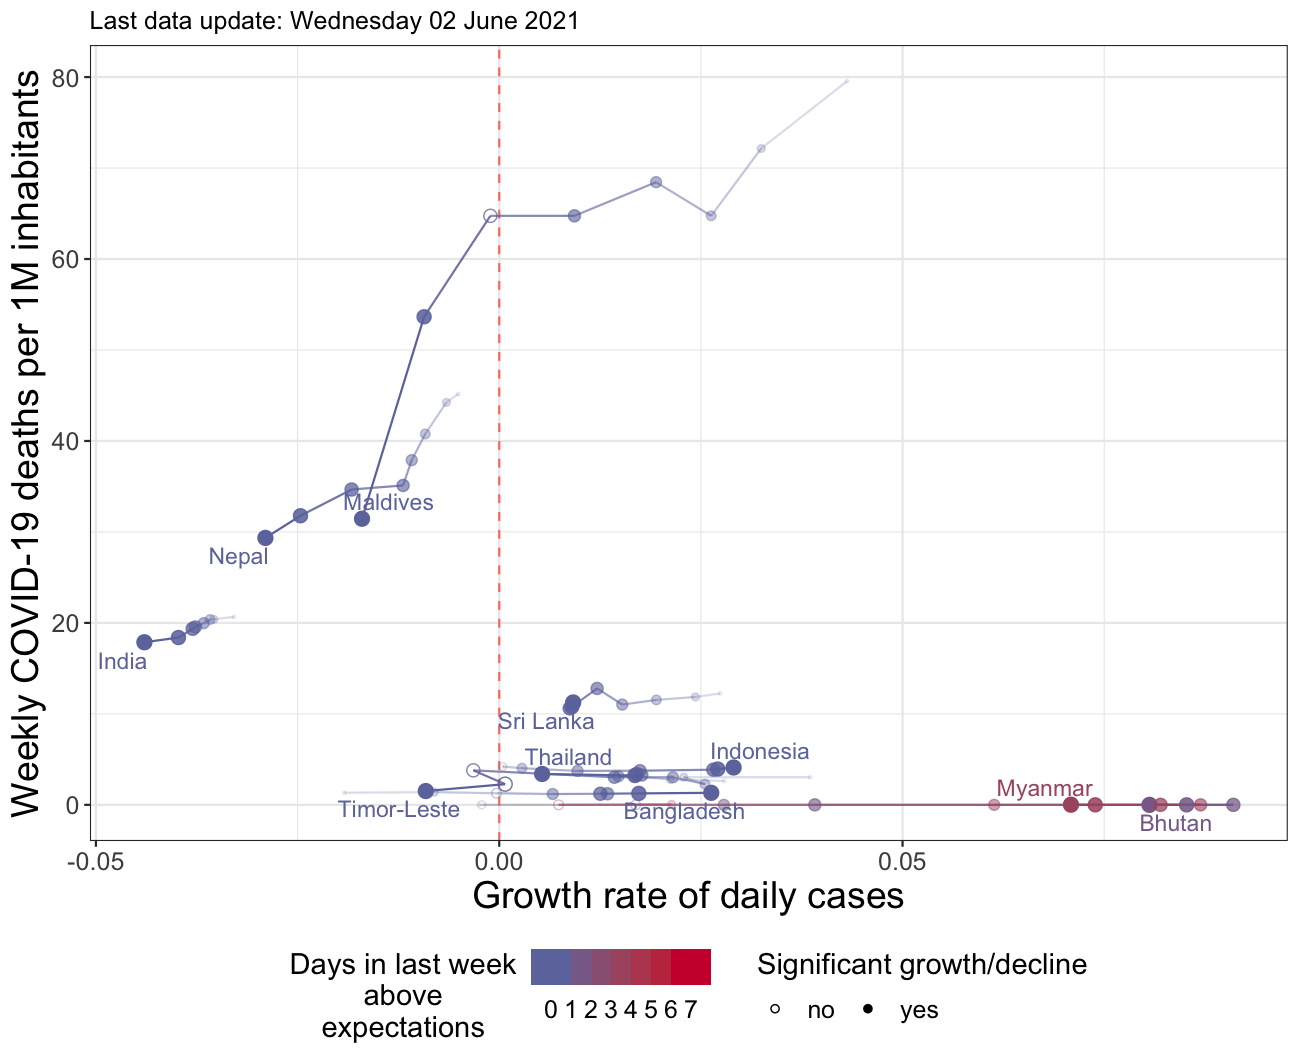 Last data update: Wednesday 02 June 2021
Weekly COVID-19 deaths per 1M inhabitants
80
60
40
20
0
Maldives
Nepal
India
Sri Lanka
Thailand
Indonesia
Timor-Leste
Bangladesh
Myanmar
Bhutan
-0.05
0.00
0.05
Growth rate of daily cases
Days in last week
above
expectations
0 1 2 3 4 5 6 7
Significant growth/decline
no
yes